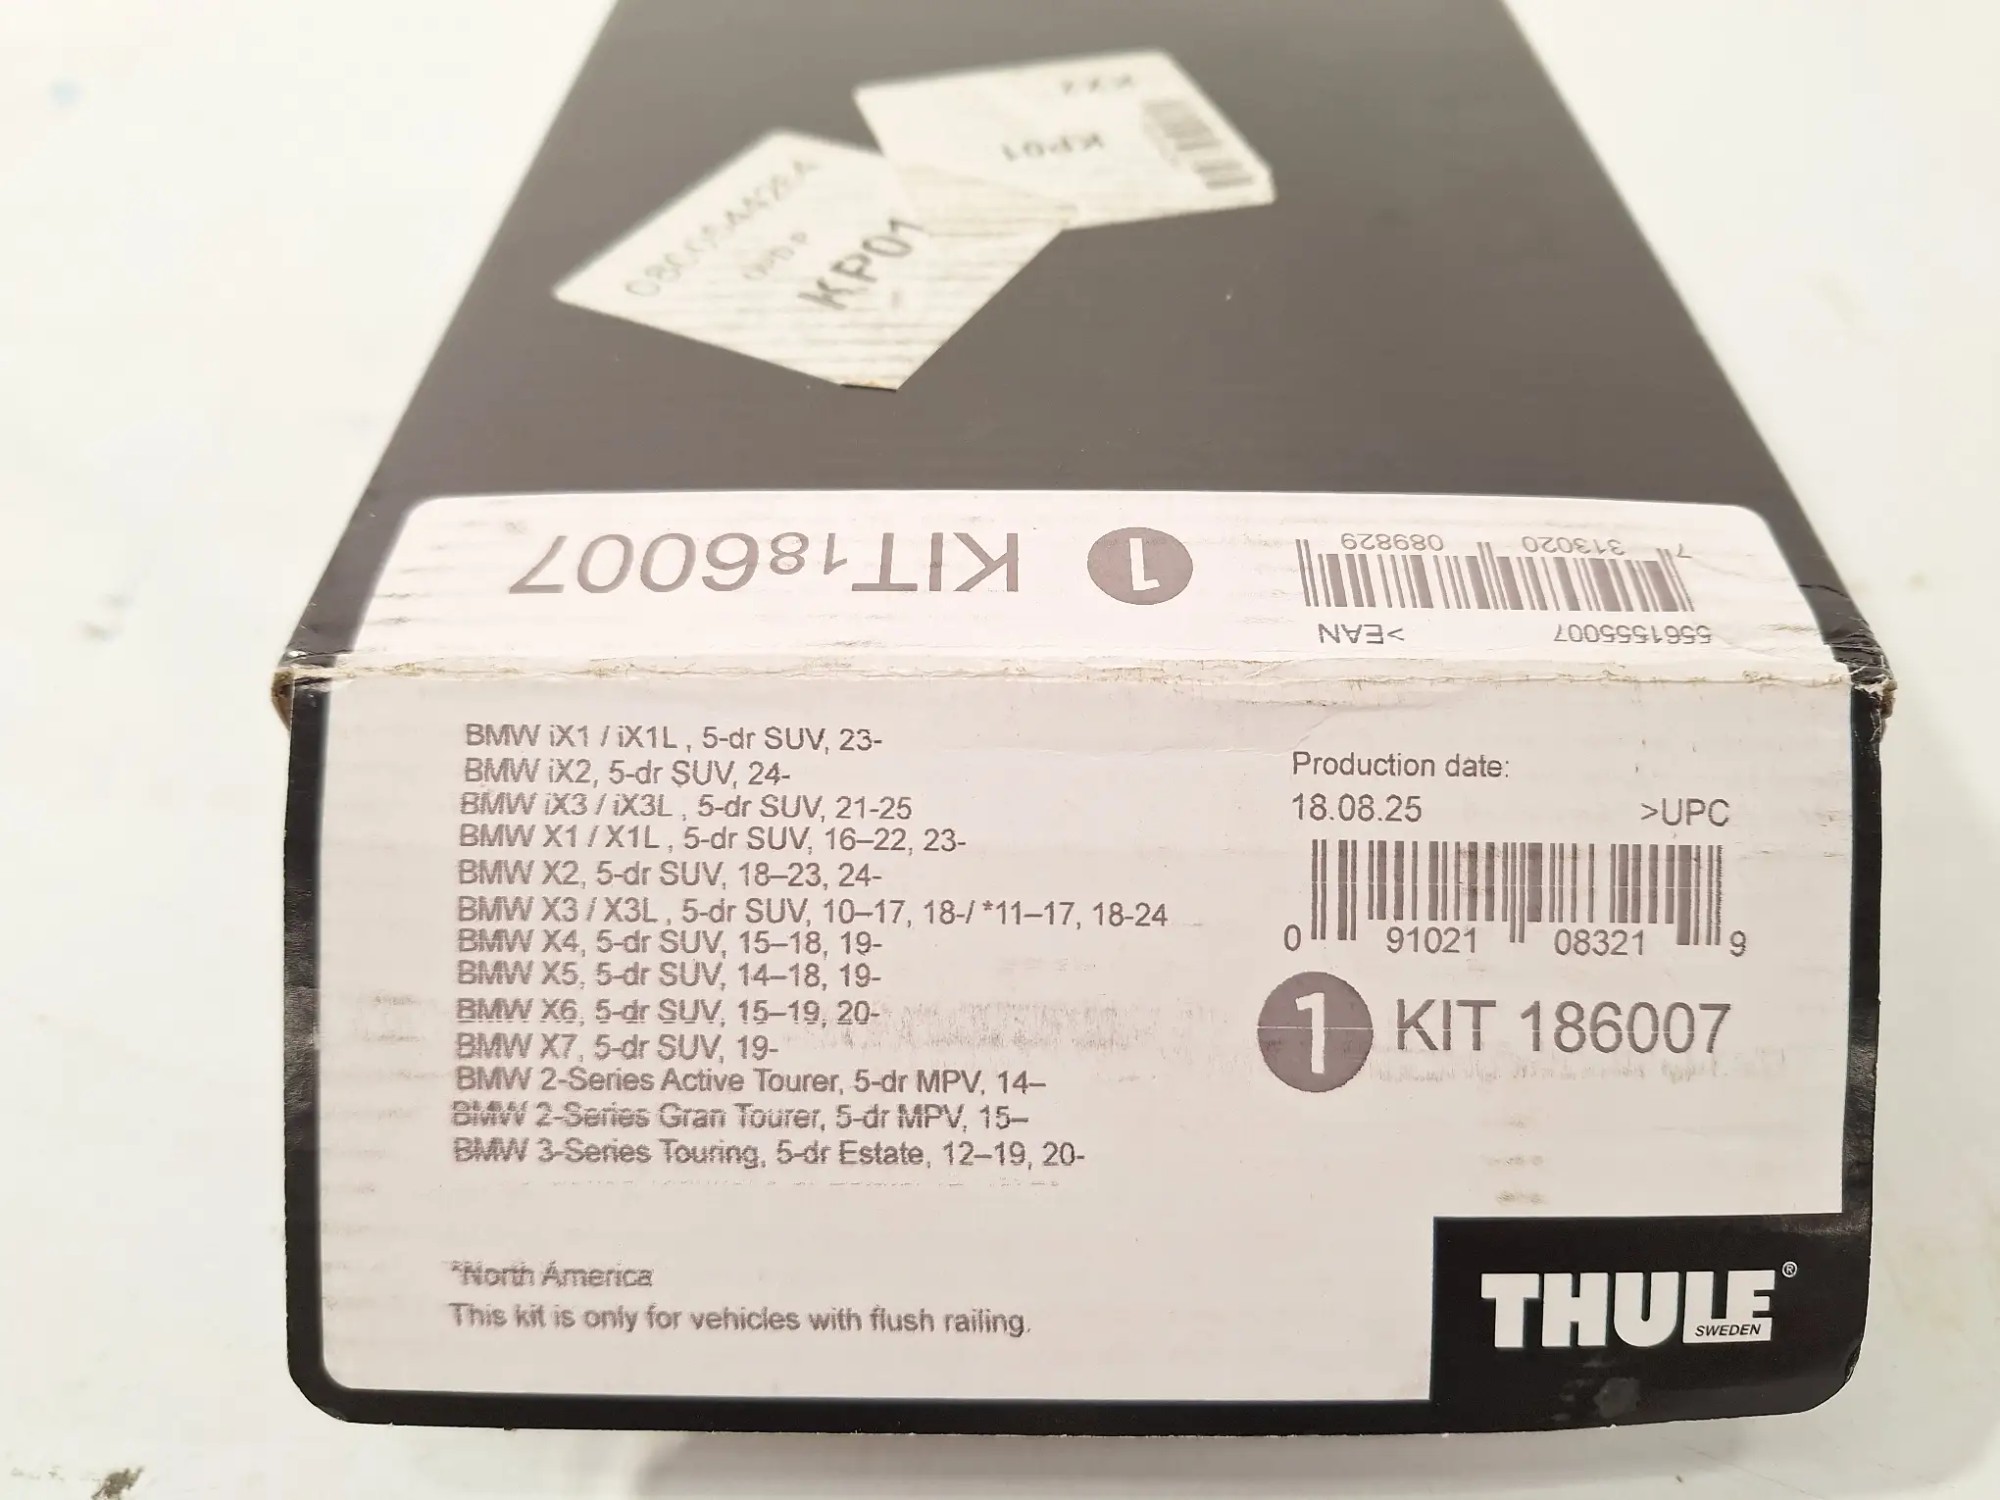 KX2
KP01
KP01
KIT186007
1
7 313020 089829
5561555007
>EAN
BMW iX1 / iX1L , 5-dr SUV, 23-
BMW iX2, 5-dr SUV, 24-
BMW iX3 / iX3L , 5-dr SUV, 21-25
BMW X1 / X1L , 5-dr SUV, 16–22, 23-
BMW X2, 5-dr SUV, 18–23, 24-
BMW X3 / X3L , 5-dr SUV, 10–17, 18-/ *11–17, 18-24
BMW X4, 5-dr SUV, 15–18, 19-
BMW X5, 5-dr SUV, 14–18, 19-
BMW X6, 5-dr SUV, 15–19, 20-
BMW X7, 5-dr SUV, 19-
BMW 2-Series Active Tourer, 5-dr MPV, 14–
BMW 2-Series Gran Tourer, 5-dr MPV, 15–
BMW 3-Series Touring, 5-dr Estate, 12–19, 20-
*North America
This kit is only for vehicles with flush railing.
Production date:
18.08.25 >UPC
0 91021 08321 9
1 KIT 186007
THULE®
SWEDEN